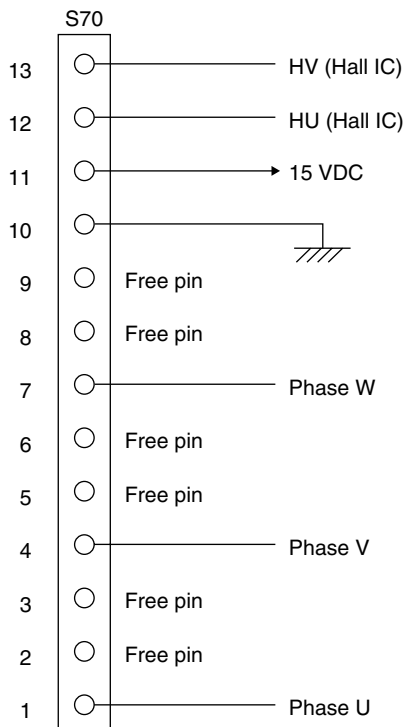 S70
13 HV (Hall IC)
12 HU (Hall IC)
11 15 VDC
10
9 Free pin
8 Free pin
7 Phase W
6 Free pin
5 Free pin
4 Phase V
3 Free pin
2 Free pin
1 Phase U